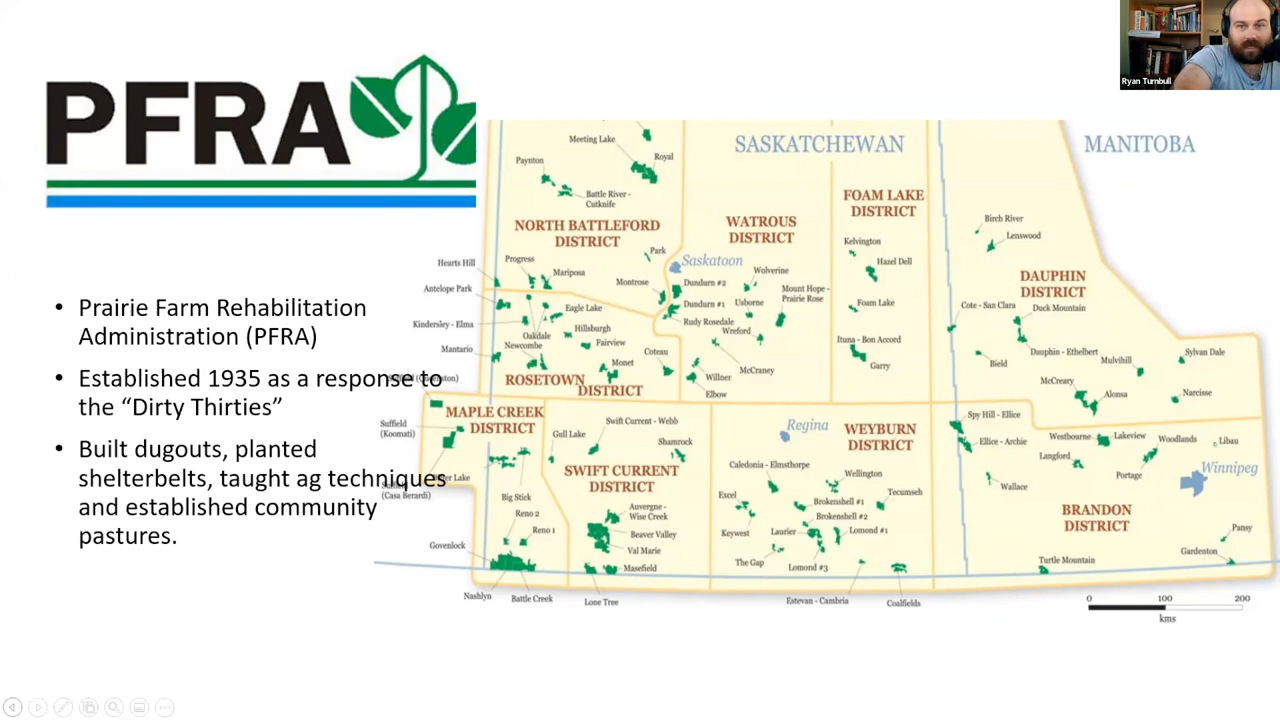 Ryan Turnbull
PFRA
• Prairie Farm Rehabilitation
Administration (PFRA)
• Established 1935 as a response to
the “Dirty Thirties”
• Built dugouts, planted
shelterbelts, taught ag techniques
and established community
pastures.
SASKATCHEWAN
MANITOBA
Meeting Lake
Royal
Paynton
Battle River -
Cutknife
NORTH BATTLEFORD
DISTRICT
WATROUS
DISTRICT
FOAM LAKE
DISTRICT
Birch River
Lenswood
Kelvington
Hazel Dell
Park
Saskatoon
Hearts Hill
Progress
Mariposa
Montrose
Wolverine
DAUPHIN
DISTRICT
Antelope Park
Dundurn #2
Usborne
Mount Hope -
Prairie Rose
Eagle Lake
Dundurn #1
Foam Lake
Cote - San Clara
Duck Mountain
Kindersley - Elma
Rudy Rosedale
Hillsburgh
Oakdale
Wreford
Newcombe
Fairview
Ituna - Bon Accord
Mantario
Coteau
Dauphin - Ethelbert
Sylvan Dale
Monet
Bield
Mulvihill
Garry
McCraney
Willner
ROSETOWN
DISTRICT
McCreary
Elbow
Alonsa
Narcisse
MAPLE CREEK
DISTRICT
Spy Hill - Ellice
Suffield
(Koomati)
Gull Lake
Swift Current - Webb
Regina
WEYBURN
DISTRICT
Westbourne
Lakeview
Woodlands
Libau
Shamrock
Ellice - Archie
Langford
SWIFT CURRENT
DISTRICT
Caledonia - Elmsthorpe
Wellington
Portage
Winnipeg
Wallace
(Casa Berardi)
Big Stick
Excel
Tecumseh
Brokenshell #1
Auvergne -
Wise Creek
Reno 2
Brokenshell #2
BRANDON
DISTRICT
Reno 1
Beaver Valley
Keywest
Laurier
Lomond #1
Pansy
Govenlock
Val Marie
The Gap
Lomond #3
Turtle Mountain
Gardenton
Masefield
Nashlyn
Battle Creek
Lone Tree
Estevan - Cambria
Coalfields
0 100 200
kms